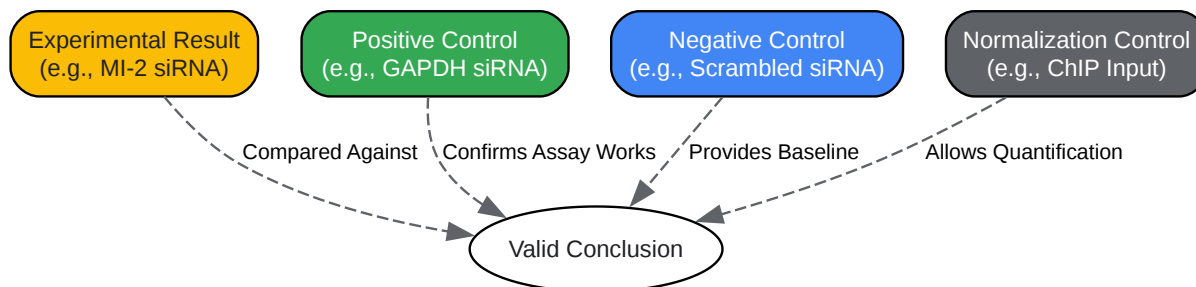 Experimental Result
(e.g., MI-2 siRNA)
Positive Control
(e.g., GAPDH siRNA)
Negative Control
(e.g., Scrambled siRNA)
Normalization Control
(e.g., ChIP Input)
Compared Against
Confirms Assay Works
Provides Baseline
Allows Quantification
Valid Conclusion